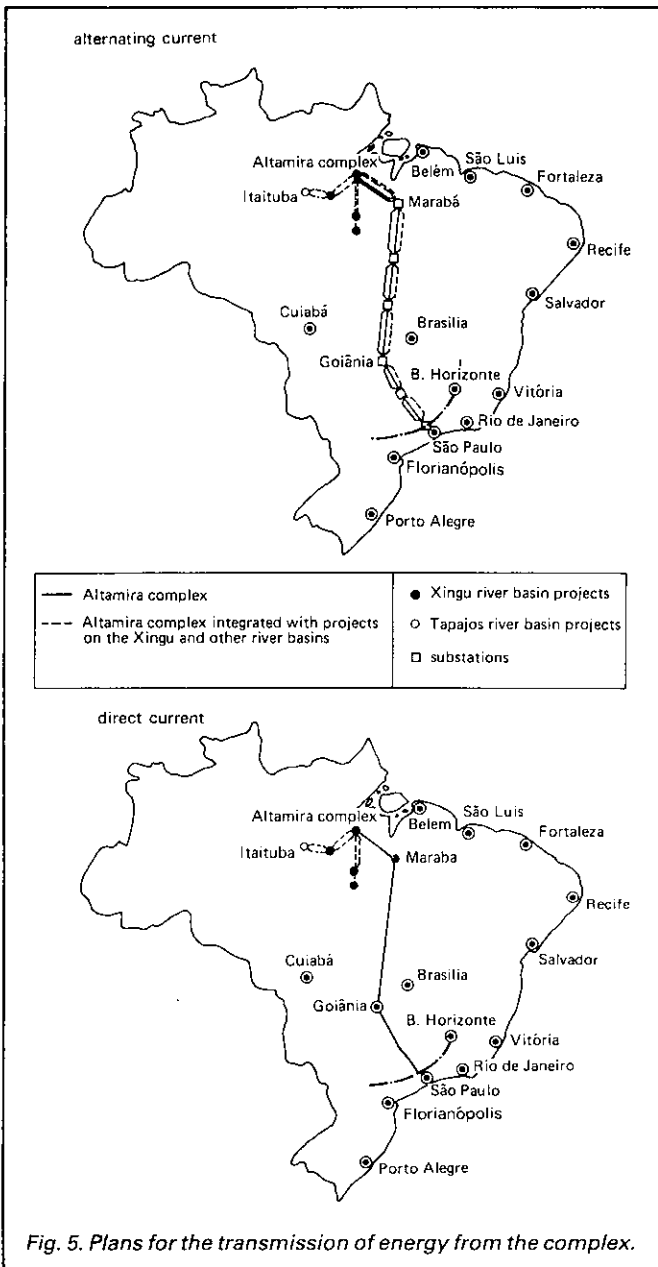 alternating current
Altamira complex
Belém
São Luis
Fortaleza
Itaituba
Marabá
Recife
Salvador
Cuiabá
Brasilia
Goiânia
B. Horizonte
Vitória
Rio de Janeiro
São Paulo
Florianópolis
Porto Alegre
Altamira complex
Altamira complex integrated with projects
on the Xingu and other river basins
Xingu river basin projects
Tapajos river basin projects
substations
direct current
Altamira complex
Belem
São Luis
Fortaleza
Itaituba
Maraba
Recife
Salvador
Cuiabá
Brasilia
Goiânia
B. Horizonte
Vitória
Rio de Janeiro
São Paulo
Florianópolis
Porto Alegre
Fig. 5. Plans for the transmission of energy from the complex.